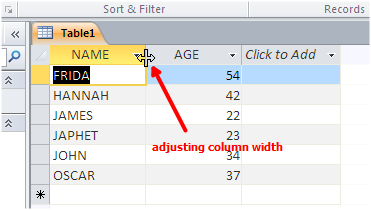 Sort & Filter Records
Table1
NAME AGE Click to Add
FRIDA 54
HANNAH 42
JAMES 22
JAPHET 23
adjusting column width
JOHN 34
OSCAR 37